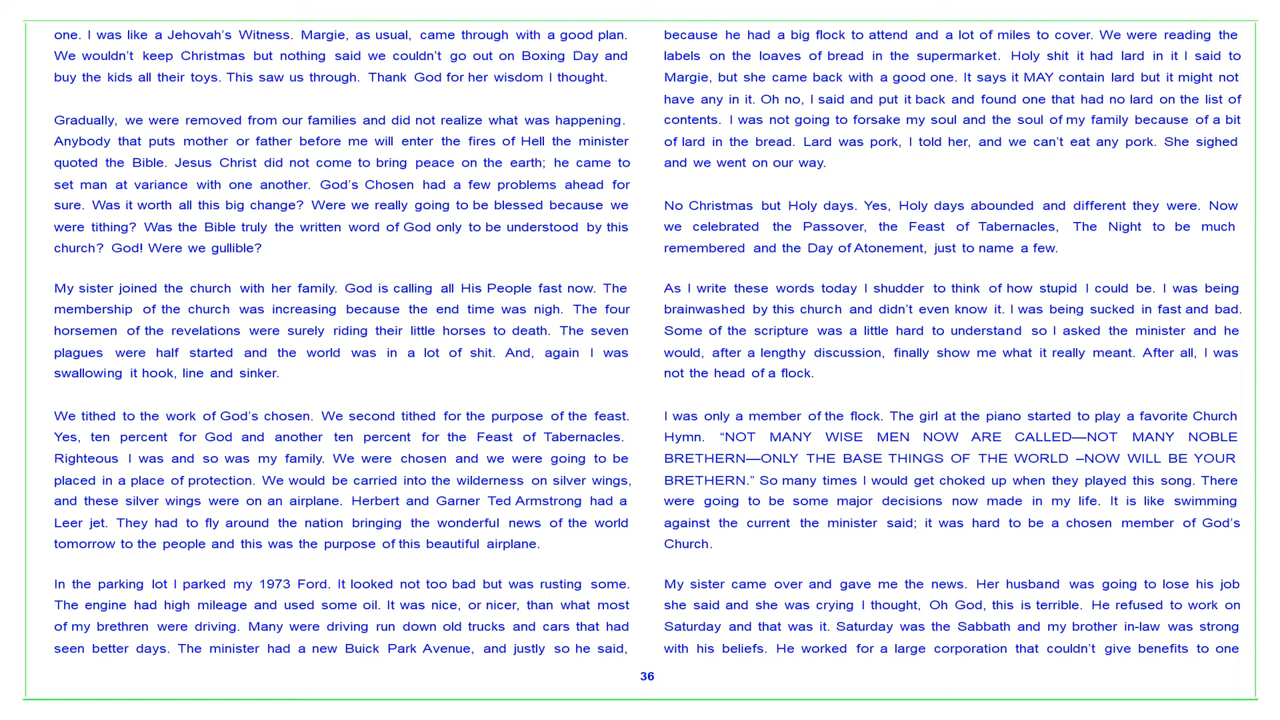 one. I was like a Jehovah's Witness. Margie, as usual, came through with a good plan.
We wouldn't keep Christmas but nothing said we couldn't go out on Boxing Day and
buy the kids all their toys. This saw us through. Thank God for her wisdom I thought.
Gradually, we were removed from our families and did not realize what was happening.
Anybody that puts mother or father before me will enter the fires of Hell the minister
quoted the Bible. Jesus Christ did not come to bring peace on the earth; he came to
set man at variance with one another. God's Chosen had a few problems ahead for
sure. Was it worth all this big change? Were we really going to be blessed because we
were tithing? Was the Bible truly the written word of God only to be understood by this
church? God! Were we gullible?
My sister joined the church with her family. God is calling all His People fast now. The
membership of the church was increasing because the end time was nigh. The four
horsemen of the revelations were surely riding their little horses to death. The seven
plagues were half started and the world was in a lot of shit. And, again I was
swallowing it hook, line and sinker.
We tithed to the work of God's chosen. We second tithed for the purpose of the feast.
Yes, ten percent for God and another ten percent for the Feast of Tabernacles.
Righteous I was and so was my family. We were chosen and we were going to be
placed in a place of protection. We would be carried into the wilderness on silver wings,
and these silver wings were on an airplane. Herbert and Garner Ted Armstrong had a
Leer jet. They had to fly around the nation bringing the wonderful news of the world
tomorrow to the people and this was the purpose of this beautiful airplane.
In the parking lot I parked my 1973 Ford. It looked not too bad but was rusting some.
The engine had high mileage and used some oil. It was nice, or nicer, than what most
of my brethren were driving. Many were driving run down old trucks and cars that had
seen better days. The minister had a new Buick Park Avenue, and justly so he said,
because he had a big flock to attend and a lot of miles to cover. We were reading the
labels on the loaves of bread in the supermarket. Holy shit it had lard in it I said to
Margie, but she came back with a good one. It says it MAY contain lard but it might not
have any in it. Oh no, I said and put it back and found one that had no lard on the list of
contents. I was not going to forsake my soul and the soul of my family because of a bit
of lard in the bread. Lard was pork, I told her, and we can't eat any pork. She sighed
and we went on our way.
No Christmas but Holy days. Yes, Holy days abounded and different they were. Now
we celebrated the Passover, the Feast of Tabernacles, The Night to be much
remembered and the Day of Atonement, just to name a few.
As I write these words today I shudder to think of how stupid I could be. I was being
brainwashed by this church and didn't even know it. I was being sucked in fast and bad.
Some of the scripture was a little hard to understand so I asked the minister and he
would, after a lengthy discussion, finally show me what it really meant. After all, I was
not the head of a flock.
I was only a member of the flock. The girl at the piano started to play a favorite Church
Hymn. "NOT MANY WISE MEN NOW ARE CALLED—NOT MANY NOBLE
BRETHERN—ONLY THE BASE THINGS OF THE WORLD –NOW WILL BE YOUR
BRETHERN." So many times I would get choked up when they played this song. There
were going to be some major decisions now made in my life. It is like swimming
against the current the minister said; it was hard to be a chosen member of God's
Church.
My sister came over and gave me the news. Her husband was going to lose his job
she said and she was crying I thought, Oh God, this is terrible. He refused to work on
Saturday and that was it. Saturday was the Sabbath and my brother in-law was strong
with his beliefs. He worked for a large corporation that couldn't give benefits to one
36